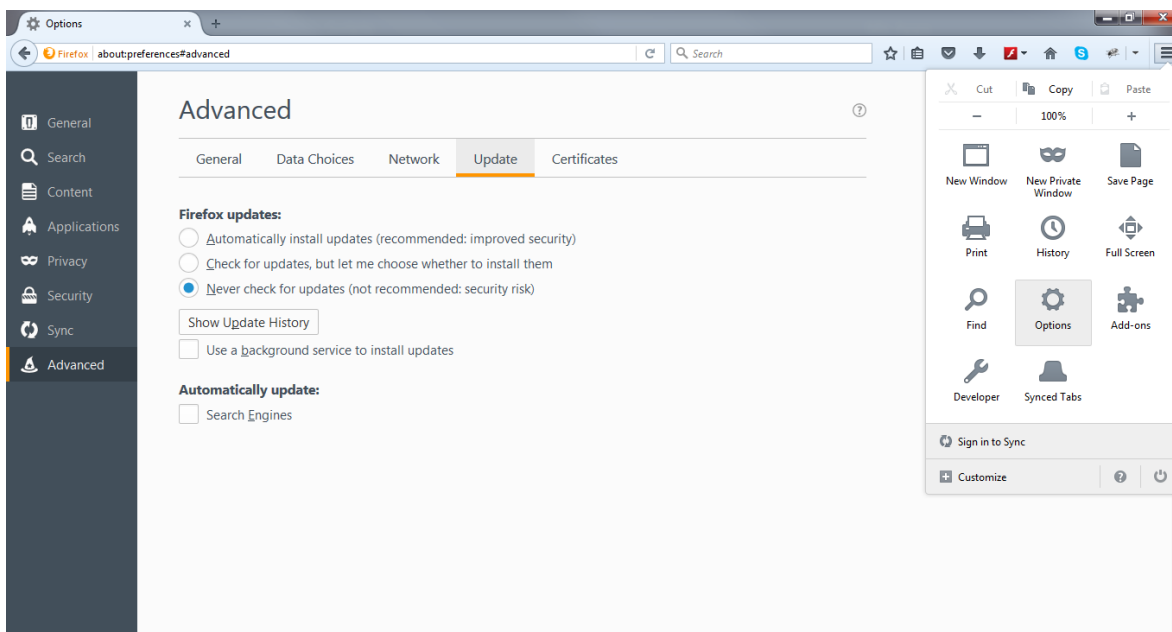 Options
Firefox about:preferences#advanced
Search
General
Search
Content
Applications
Privacy
Security
Sync
Advanced
Advanced
General Data Choices Network Update Certificates
Firefox updates:
Automatically install updates (recommended: improved security)
Check for updates, but let me choose whether to install them
Never check for updates (not recommended: security risk)
Show Update History
Use a background service to install updates
Automatically update:
Search Engines
Cut Copy Paste
− 100% +
New Window
New Private
Window
Save Page
Print History Full Screen
Find Options Add-ons
Developer Synced Tabs
Sign in to Sync
Customize